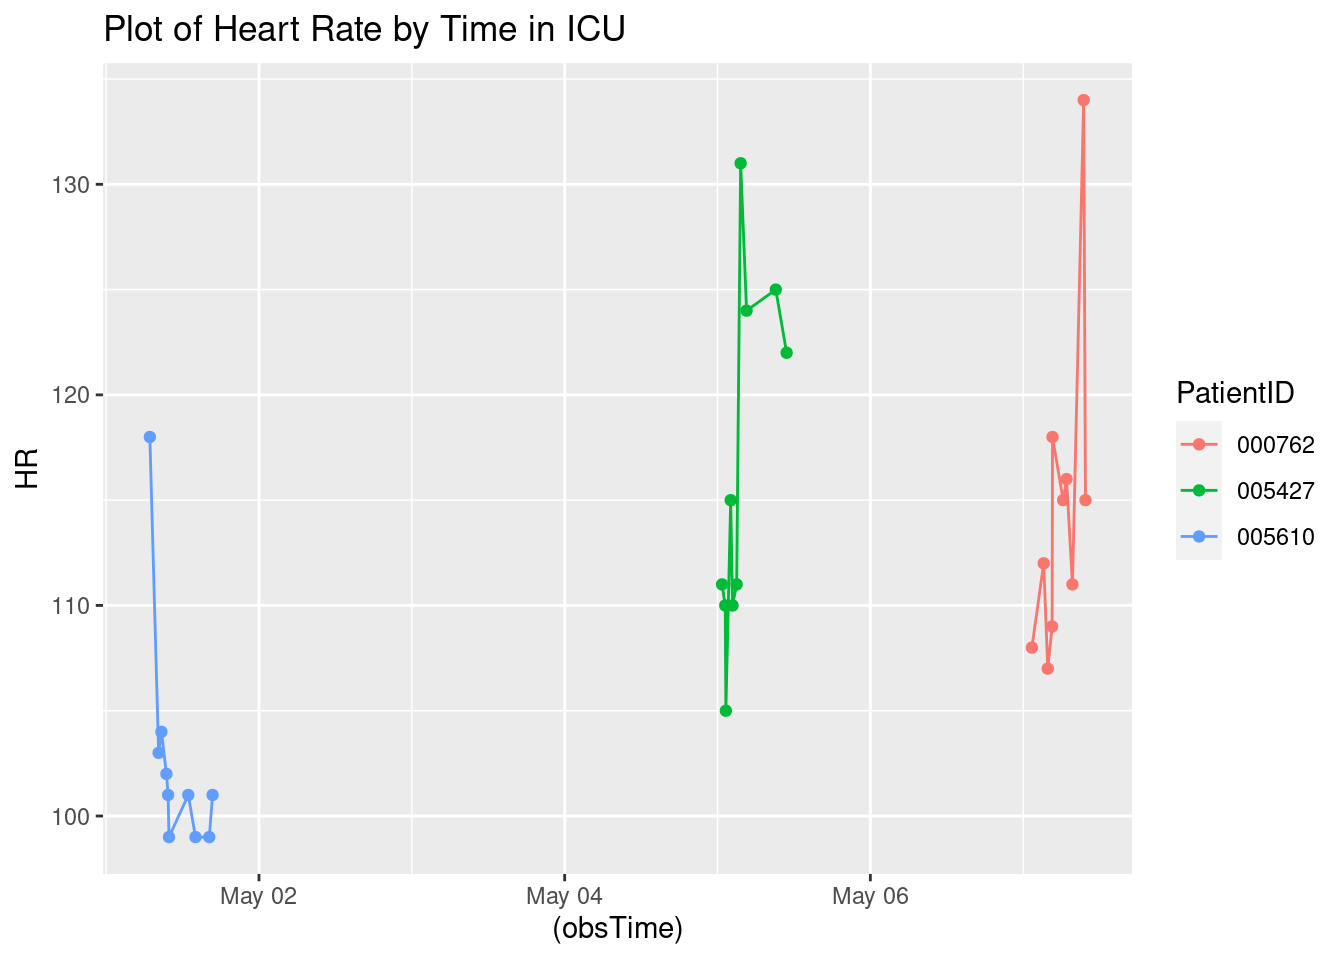 Plot of Heart Rate by Time in ICU
130
120
110
100
HR
May 02
May 04
May 06
(obsTime)
PatientID
000762
005427
005610